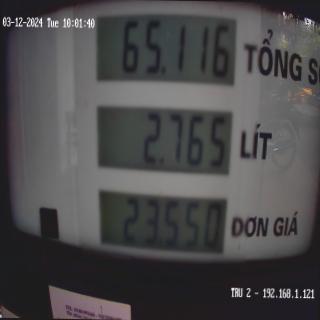 03-12-2024 Tue 10:01:40
65.116 TỔNG S
2.765 LÍT
23.550 ĐƠN GIÁ
TRU 2 - 192.168.1.121